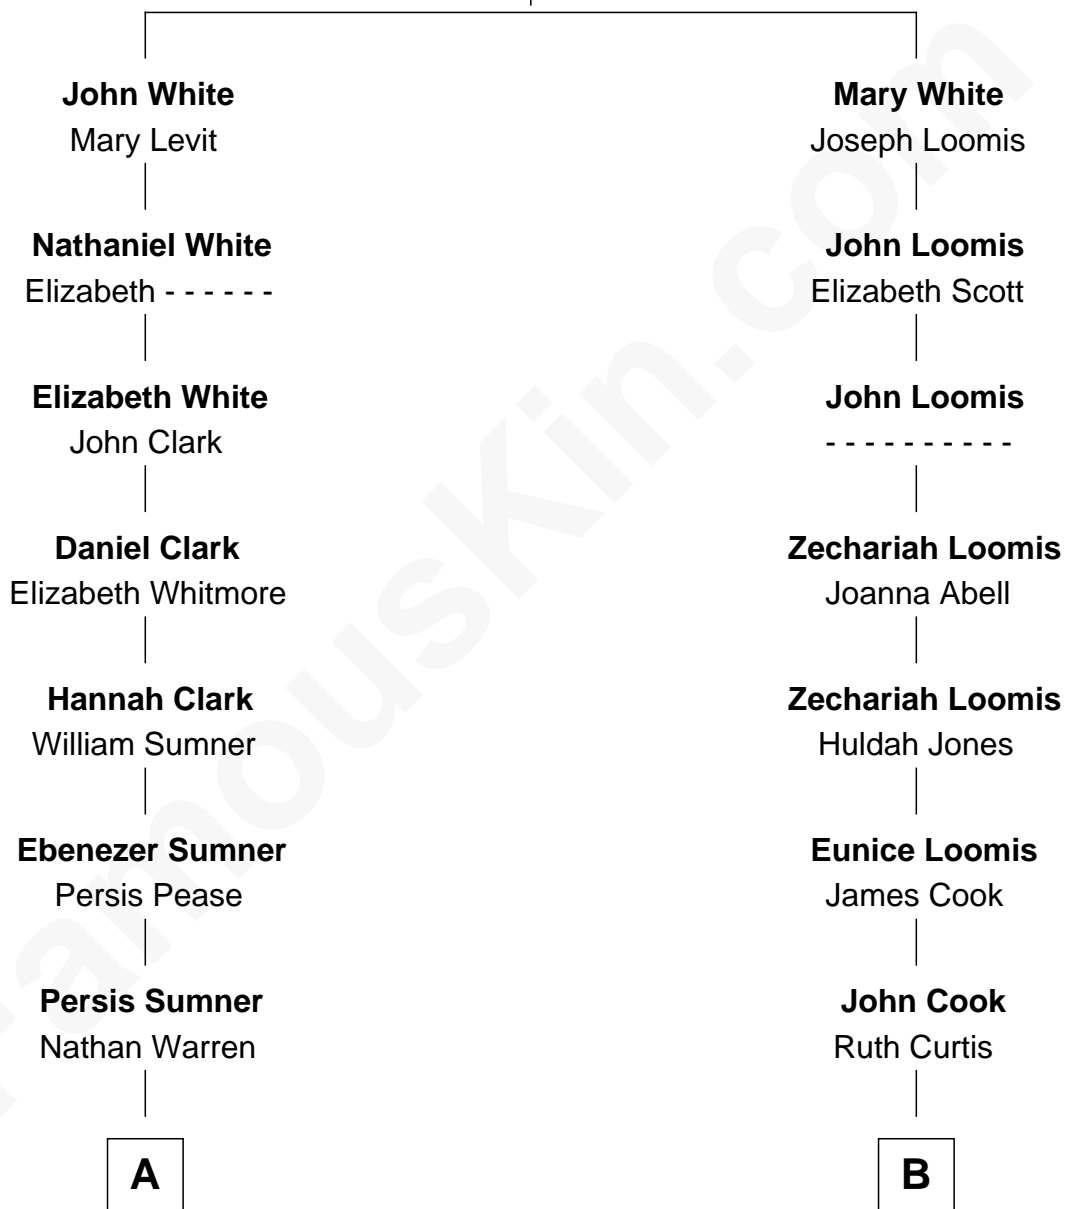 John White
Mary Levit
Nathaniel White
Elizabeth - - - - - -
Elizabeth White
John Clark
Daniel Clark
Elizabeth Whitmore
Hannah Clark
William Sumner
Ebenezer Sumner
Persis Pease
Persis Sumner
Nathan Warren
A
Mary White
Joseph Loomis
John Loomis
Elizabeth Scott
John Loomis
- - - - - - - - - -
Zechariah Loomis
Joanna Abell
Zechariah Loomis
Huldah Jones
Eunice Loomis
James Cook
John Cook
Ruth Curtis
B
FamousKin.com